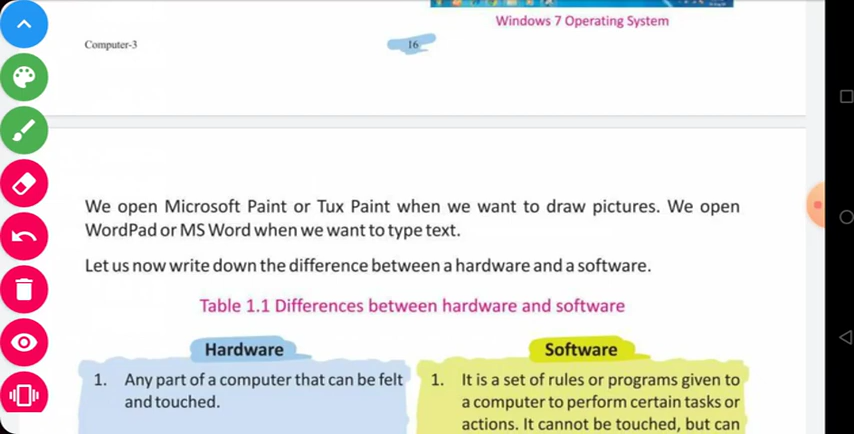 Windows 7 Operating System
Computer-3
16
We open Microsoft Paint or Tux Paint when we want to draw pictures. We open
WordPad or MS Word when we want to type text.
Let us now write down the difference between a hardware and a software.
Table 1.1 Differences between hardware and software
Hardware
1. Any part of a computer that can be felt
and touched.
Software
1. It is a set of rules or programs given to
a computer to perform certain tasks or
actions. It cannot be touched, but can